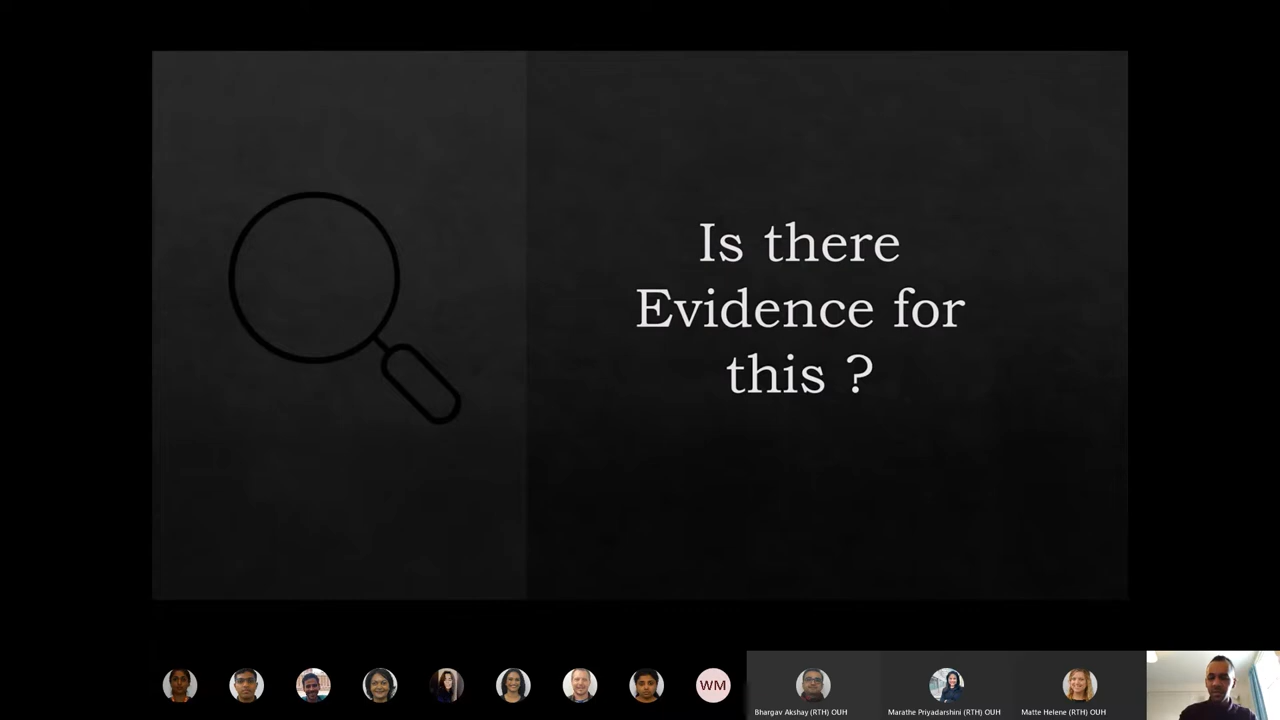 Is there
Evidence for
this ?
WM
Bhargav Akshay (RTH) OUH
Marathe Priyadarshini (RTH) OUH
Matte Helene (RTH) OUH